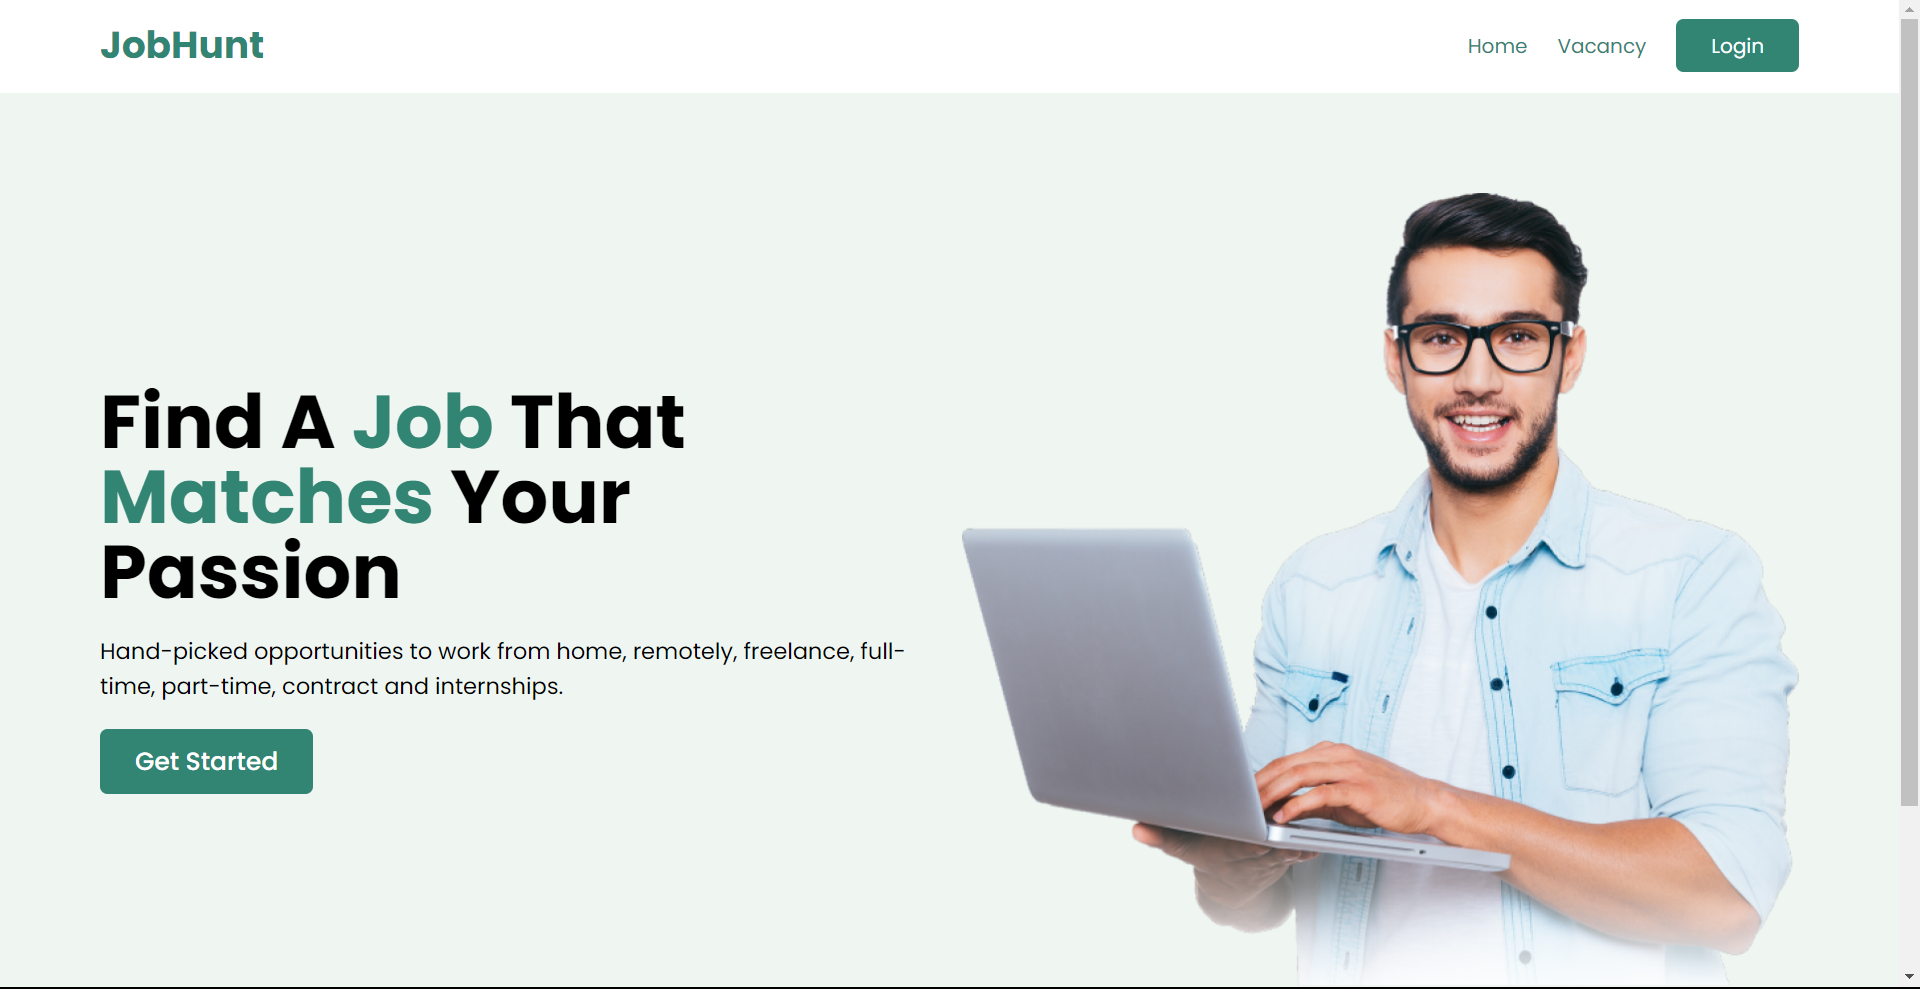 JobHunt
Home
Vacancy
Login
Find A Job That
Matches Your
Passion
Hand-picked opportunities to work from home, remotely, freelance, full-
time, part-time, contract and internships.
Get Started